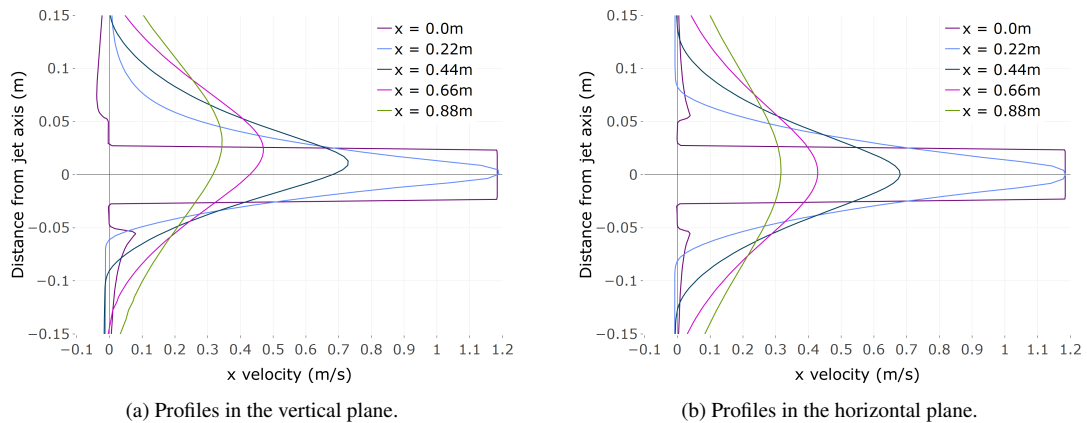 0.15
0.1
0.05
0
−0.05
−0.1
−0.15
Distance from jet axis (m)
x = 0.0m
x = 0.22m
x = 0.44m
x = 0.66m
x = 0.88m
−0.1 0 0.1 0.2 0.3 0.4 0.5 0.6 0.7 0.8 0.9 1 1.1 1.2
x velocity (m/s)
(a) Profiles in the vertical plane.
0.15
0.1
0.05
0
−0.05
−0.1
−0.15
Distance from jet axis (m)
x = 0.0m
x = 0.22m
x = 0.44m
x = 0.66m
x = 0.88m
−0.1 0 0.1 0.2 0.3 0.4 0.5 0.6 0.7 0.8 0.9 1 1.1 1.2
x velocity (m/s)
(b) Profiles in the horizontal plane.